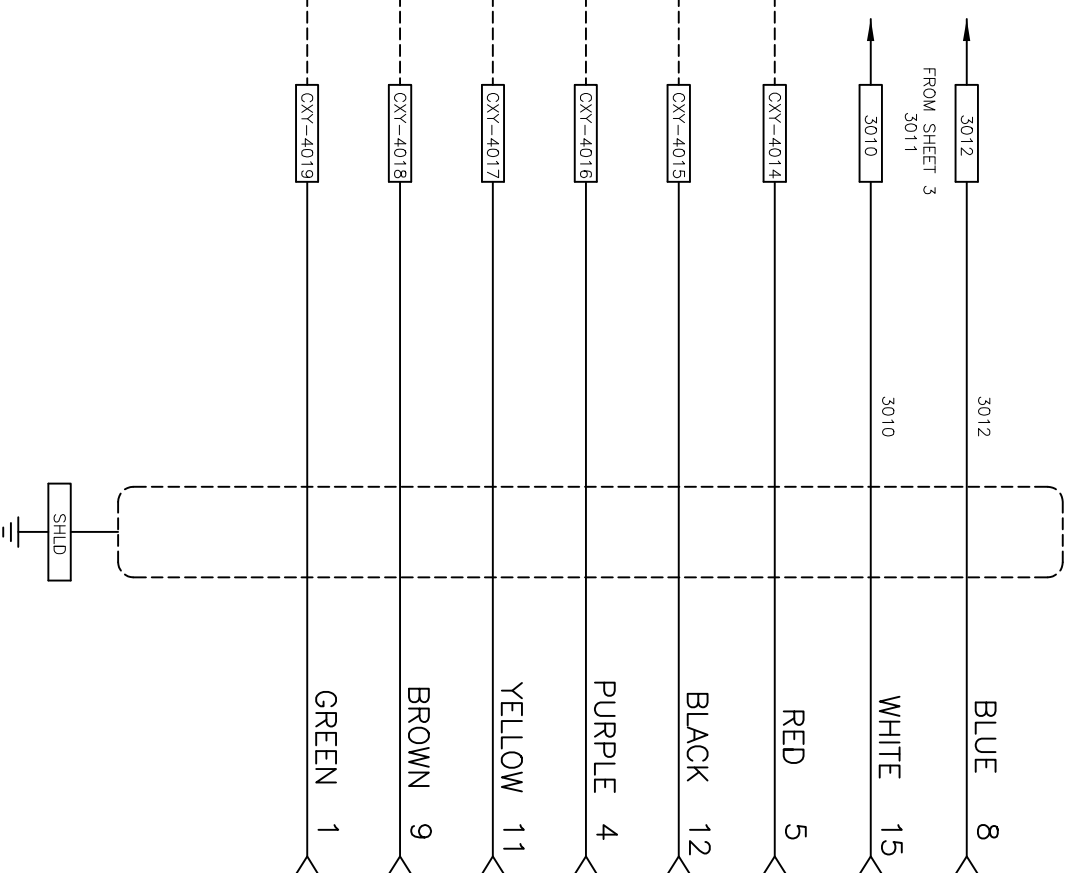 3012
3012
BLUE 8
FROM SHEET 3
3011
3010
3010
WHITE 15
CXY-4014
RED 5
CXY-4015
BLACK 12
CXY-4016
PURPLE 4
CXY-4017
YELLOW 11
CXY-4018
BROWN 9
CXY-4019
GREEN 1
SHLD